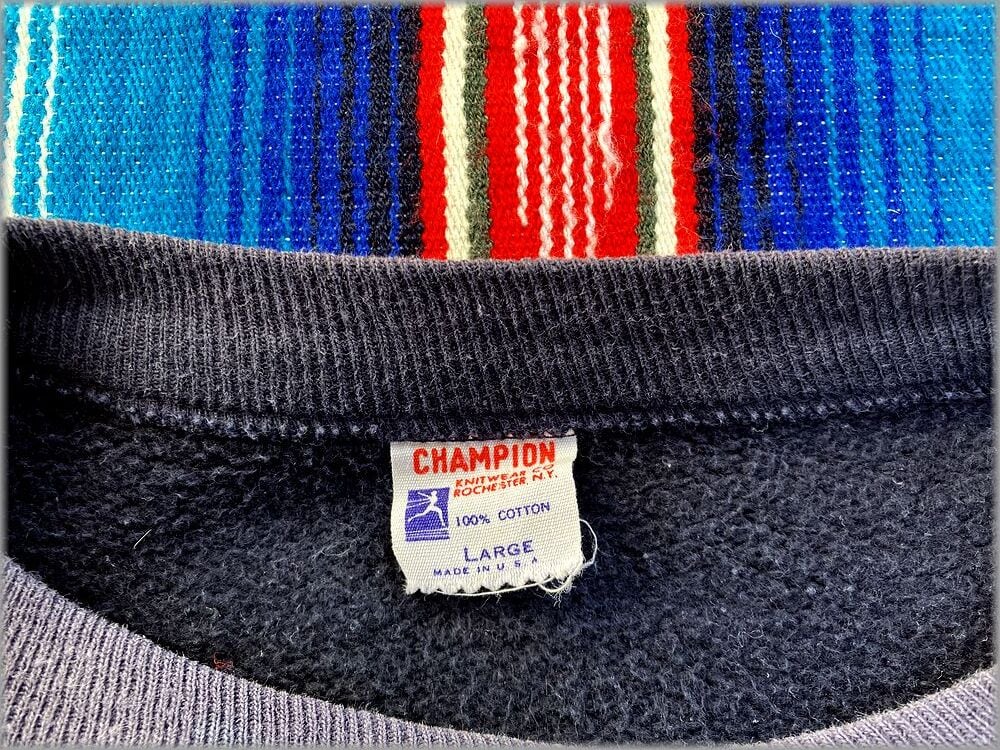 CHAMPION
KNITWEAR CO
ROCHESTER, N.Y.
100% COTTON
LARGE
MADE IN U S A